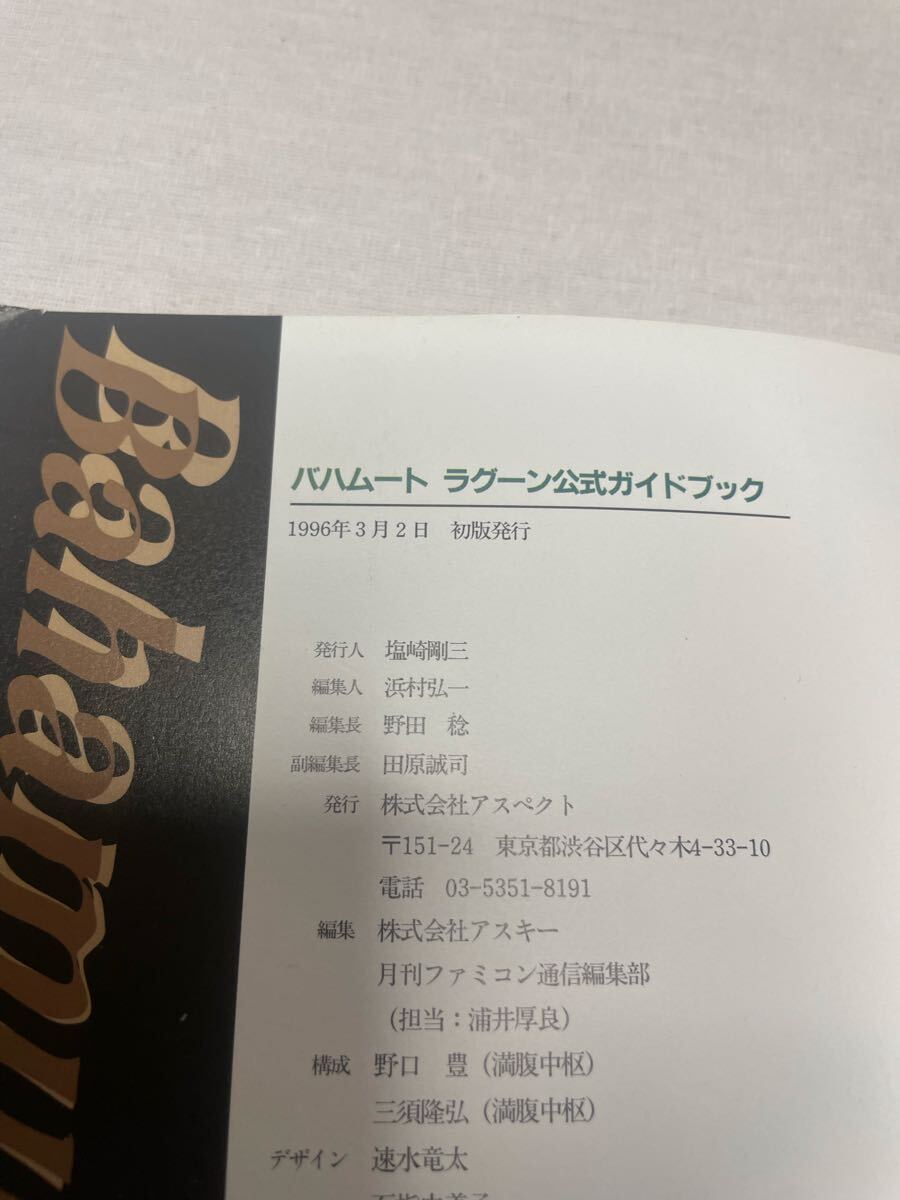 Bahamu
バハムート ラグーン公式ガイドブック
1996年3月2日　初版発行
発行人　塩崎剛三
編集人　浜村弘一
編集長　野田　稔
副編集長　田原誠司
発行　株式会社アスペクト
〒151-24　東京都渋谷区代々木4-33-10
電話　03-5351-8191
編集　株式会社アスキー
月刊ファミコン通信編集部
（担当：浦井厚良）
構成　野口　豊（満腹中枢）
三須隆弘（満腹中枢）
デザイン　速水竜太